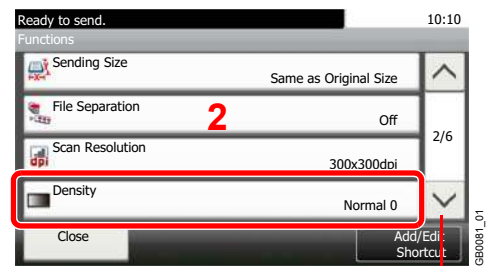 Ready to send. 10:10
Functions
Sending Size
Same as Original Size
File Separation
2
Off
2/6
Scan Resolution
dpi
300x300dpi
Density
Normal 0
Close
Add/Edit
Shortcut
GB0081_01